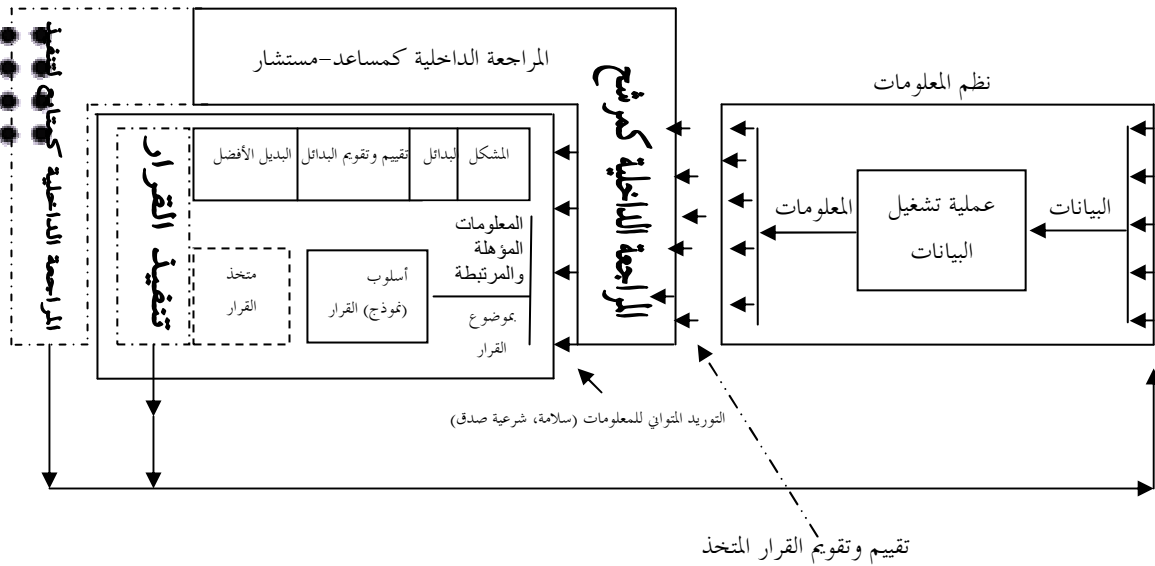 المراجعة الداخلية كمساعد-مستشار
نظم المعلومات
المراجعة الداخلية كمرشح
المراجعة الداخلية كمتابع لتنفيذ
تنفيذ القرار
المشكل
البدائل
تقييم وتقويم البدائل
البديل الأفضل
البيانات
عملية تشغيل
البيانات
المعلومات
المعلومات
المؤهلة
والمرتبطة
بموضوع
القرار
أسلوب
(نموذج) القرار
متخذ
القرار
التوريد المتواني للمعلومات (سلامة، شرعية صدق)
تقييم وتقويم القرار المتخذ